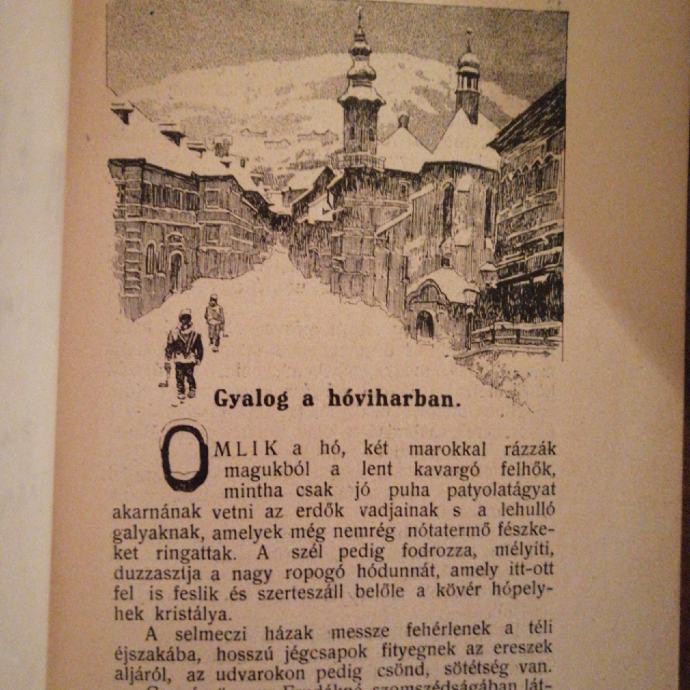 Gyalog a hóviharban.
OMLIK a hó, két marokkal rázzák
magukból a lent kavargó felhők,
mintha csak jó puha patyolatágyat
akarnának vetni az erdők vadjainak s a lehulló
galyaknak, amelyek még nemrég nótatermő fészke-
ket ringattak. A szél pedig fodrozza, mélyiti,
duzzasztja a nagy ropogó hódunnát, amely itt-ott
fel is feslik és szerteszáll belőle a kövér hópely-
hek kristálya.
A selmeczi házak messze fehérlenek a téli
éjszakába, hosszú jégcsapok fityegnek az ereszek
aljáról, az udvarokon pedig csönd, sötétség van.
szomszédságában lát-